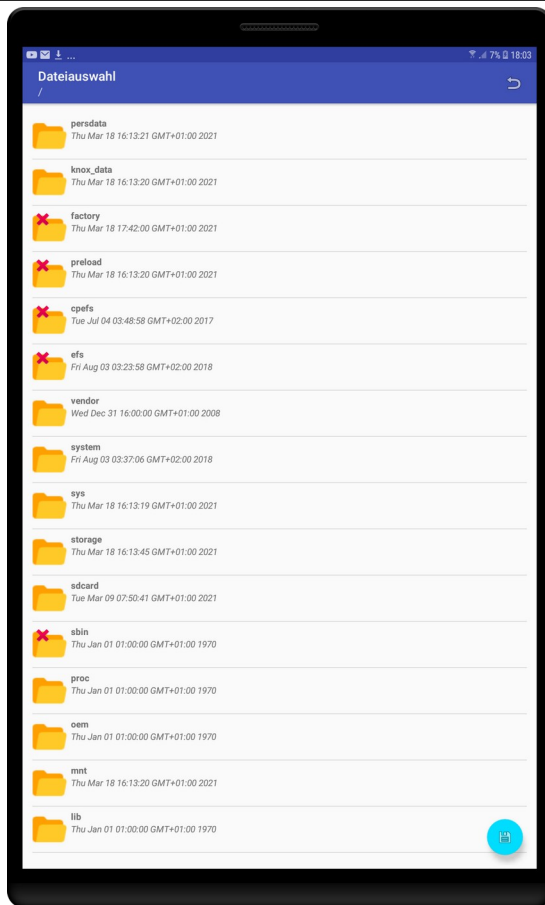 ... 7% 18:03
Dateiauswahl
/
persdata
Thu Mar 18 16:13:21 GMT+01:00 2021
knox_data
Thu Mar 18 16:13:20 GMT+01:00 2021
factory
Thu Mar 18 17:42:00 GMT+01:00 2021
preload
Thu Mar 18 16:13:20 GMT+01:00 2021
cpefs
Tue Jul 04 03:48:58 GMT+02:00 2017
efs
Fri Aug 03 03:23:58 GMT+02:00 2018
vendor
Wed Dec 31 16:00:00 GMT+01:00 2008
system
Fri Aug 03 03:37:06 GMT+02:00 2018
sys
Thu Mar 18 16:13:19 GMT+01:00 2021
storage
Thu Mar 18 16:13:45 GMT+01:00 2021
sdcard
Tue Mar 09 07:50:41 GMT+01:00 2021
sbin
Thu Jan 01 01:00:00 GMT+01:00 1970
proc
Thu Jan 01 01:00:00 GMT+01:00 1970
oem
Thu Jan 01 01:00:00 GMT+01:00 1970
mnt
Thu Mar 18 16:13:20 GMT+01:00 2021
lib
Thu Jan 01 01:00:00 GMT+01:00 1970